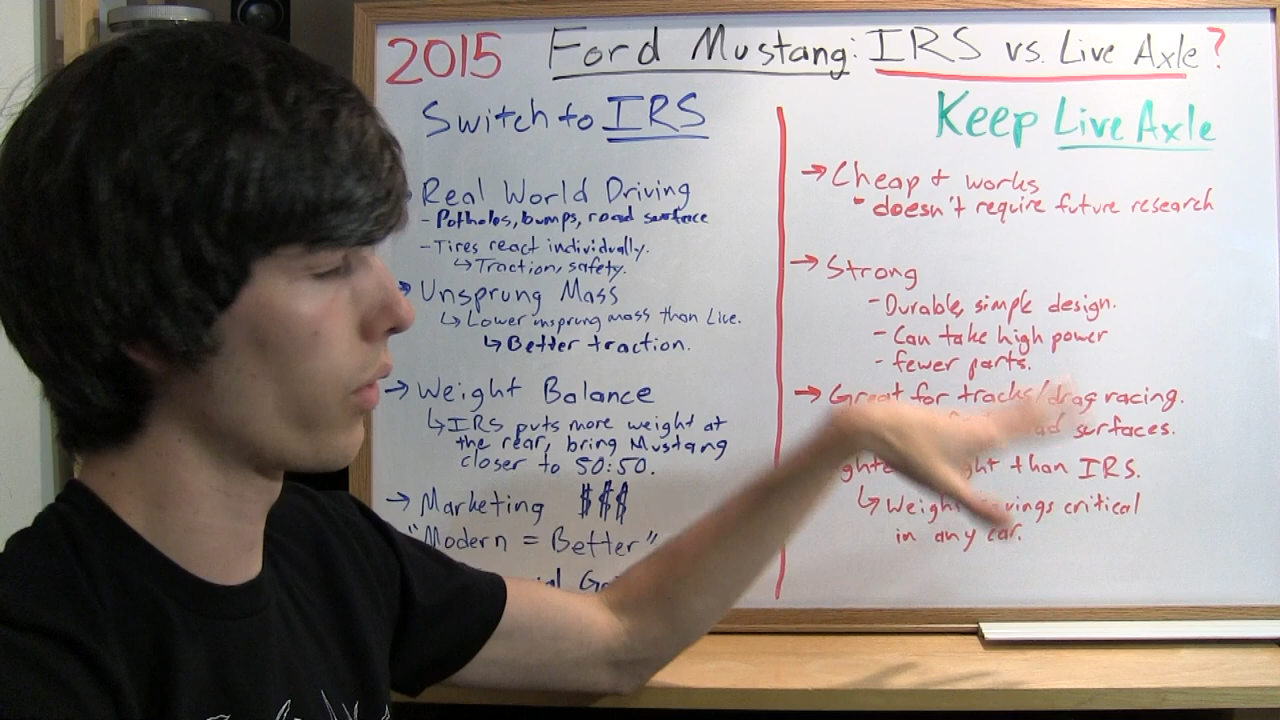 2015 Ford Mustang: IRS vs. Live Axle?
Switch to IRS
Real World Driving
- Potholes, bumps, road surface
- Tires react individually.
↳ Traction, safety.
Unsprung Mass
↳ Lower unsprung mass than Live.
↳ Better traction.
→ Weight Balance
↳ IRS puts more weight at
the rear, bring Mustang
closer to 50:50.
→ Marketing $$$
"Modern = Better"
Keep Live Axle
→ Cheap + works
- doesn't require future research
→ Strong
- Durable, simple design.
- Can take high power
- fewer parts.
→ Great for tracks/drag racing.
surfaces.
than IRS.
↳ Weight savings critical
in any car.